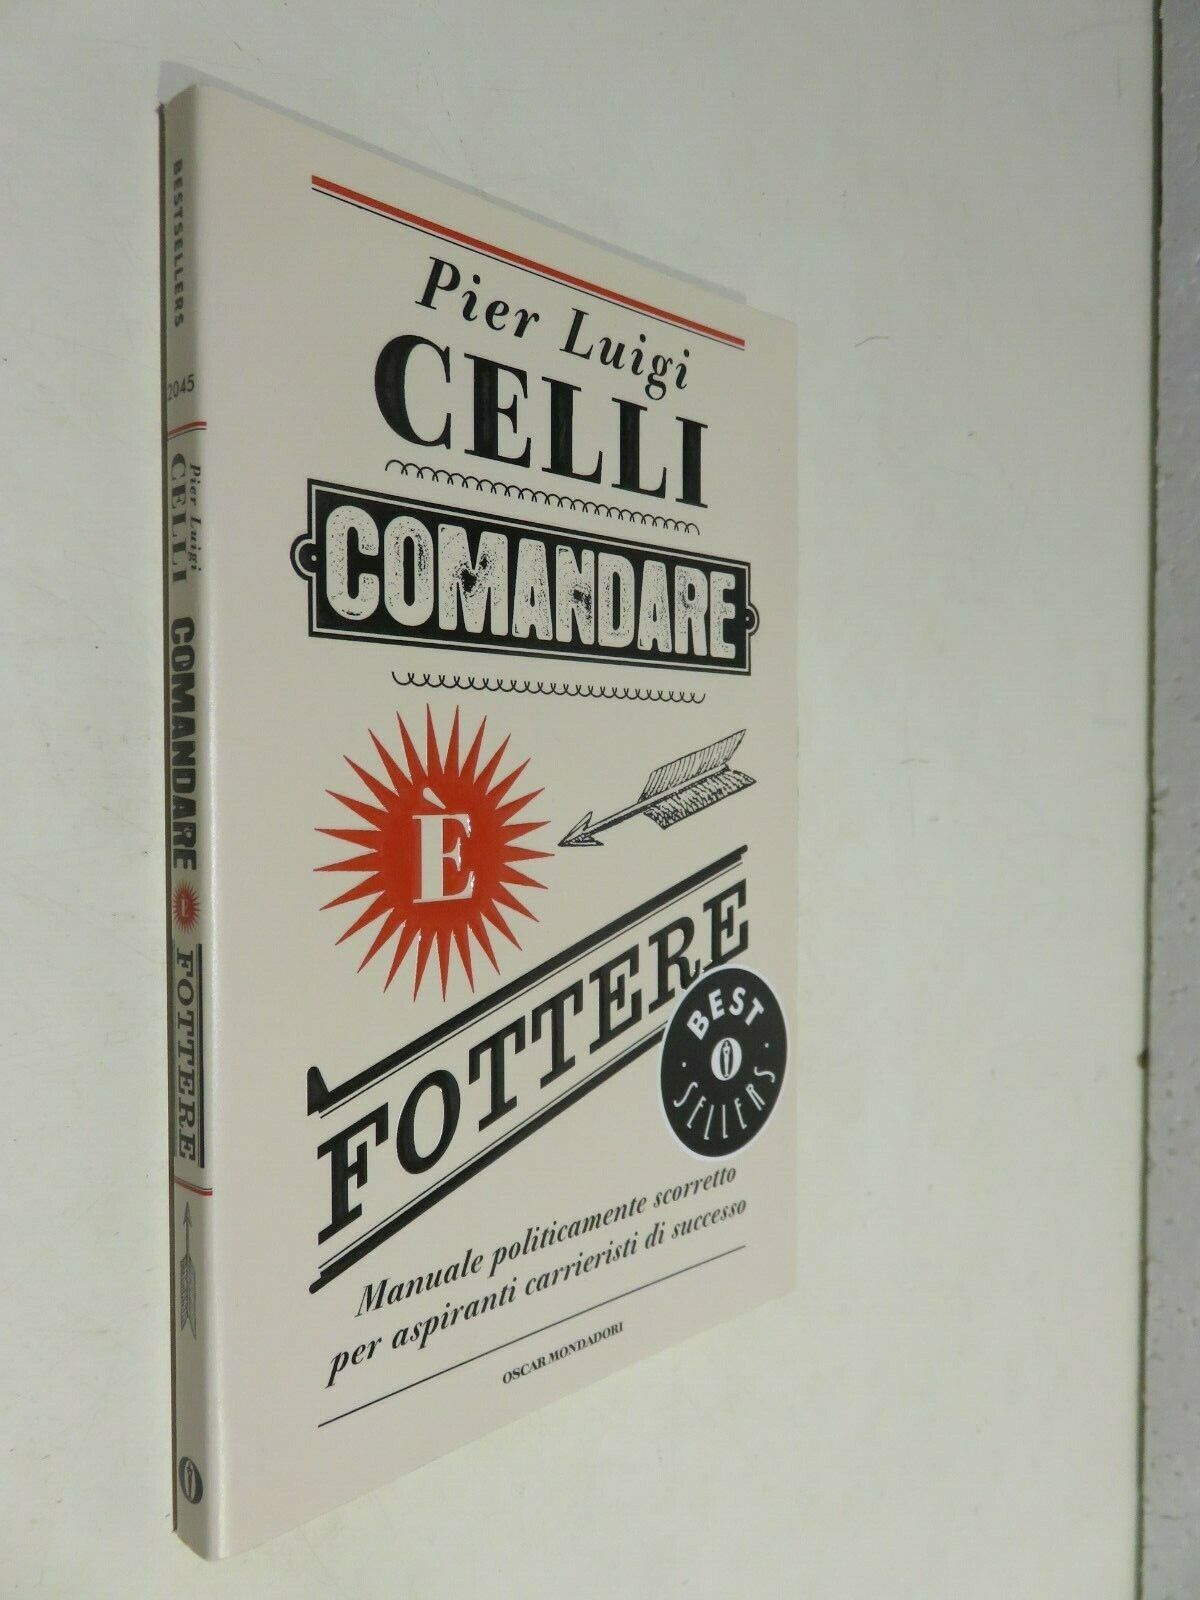 BESTSELLERS
2045
Pier Luigi
CELLI
COMANDARE
È
FOTTERE
Pier Luigi
CELLI
COMANDARE
È
FOTTERE
BEST
SELLERS
Manuale politicamente scorretto
per aspiranti carrieristi di successo
OSCAR MONDADORI